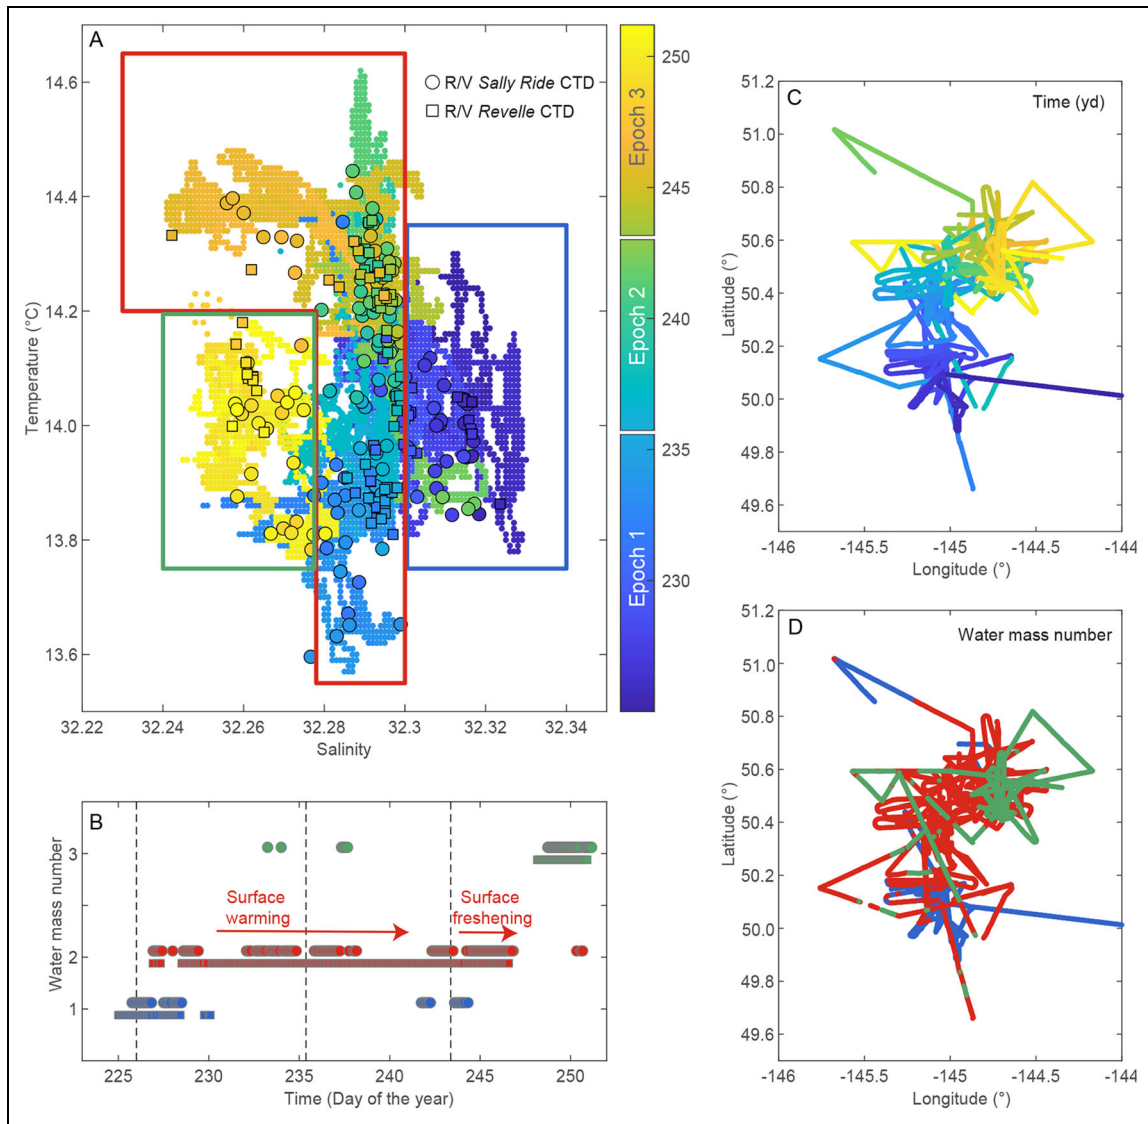 A
R/V Sally Ride CTD
R/V Revelle CTD
14.6
14.4
14.2
14.0
13.8
13.6
Temperature (°C)
32.22
32.24
32.26
32.28
32.3
32.32
32.34
Salinity
Epoch 3
Epoch 2
Epoch 1
250
245
240
235
230
C
Time (yd)
51.2
51.0
50.8
50.6
50.4
50.2
50.0
49.8
49.6
Latitude (°)
-146
-145.5
-145
-144.5
-144
Longitude (°)
B
3
2
1
Water mass number
Surface
warming
Surface
freshening
225
230
235
240
245
250
Time (Day of the year)
D
Water mass number
51.2
51.0
50.8
50.6
50.4
50.2
50.0
49.8
49.6
Latitude (°)
-146
-145.5
-145
-144.5
-144
Longitude (°)